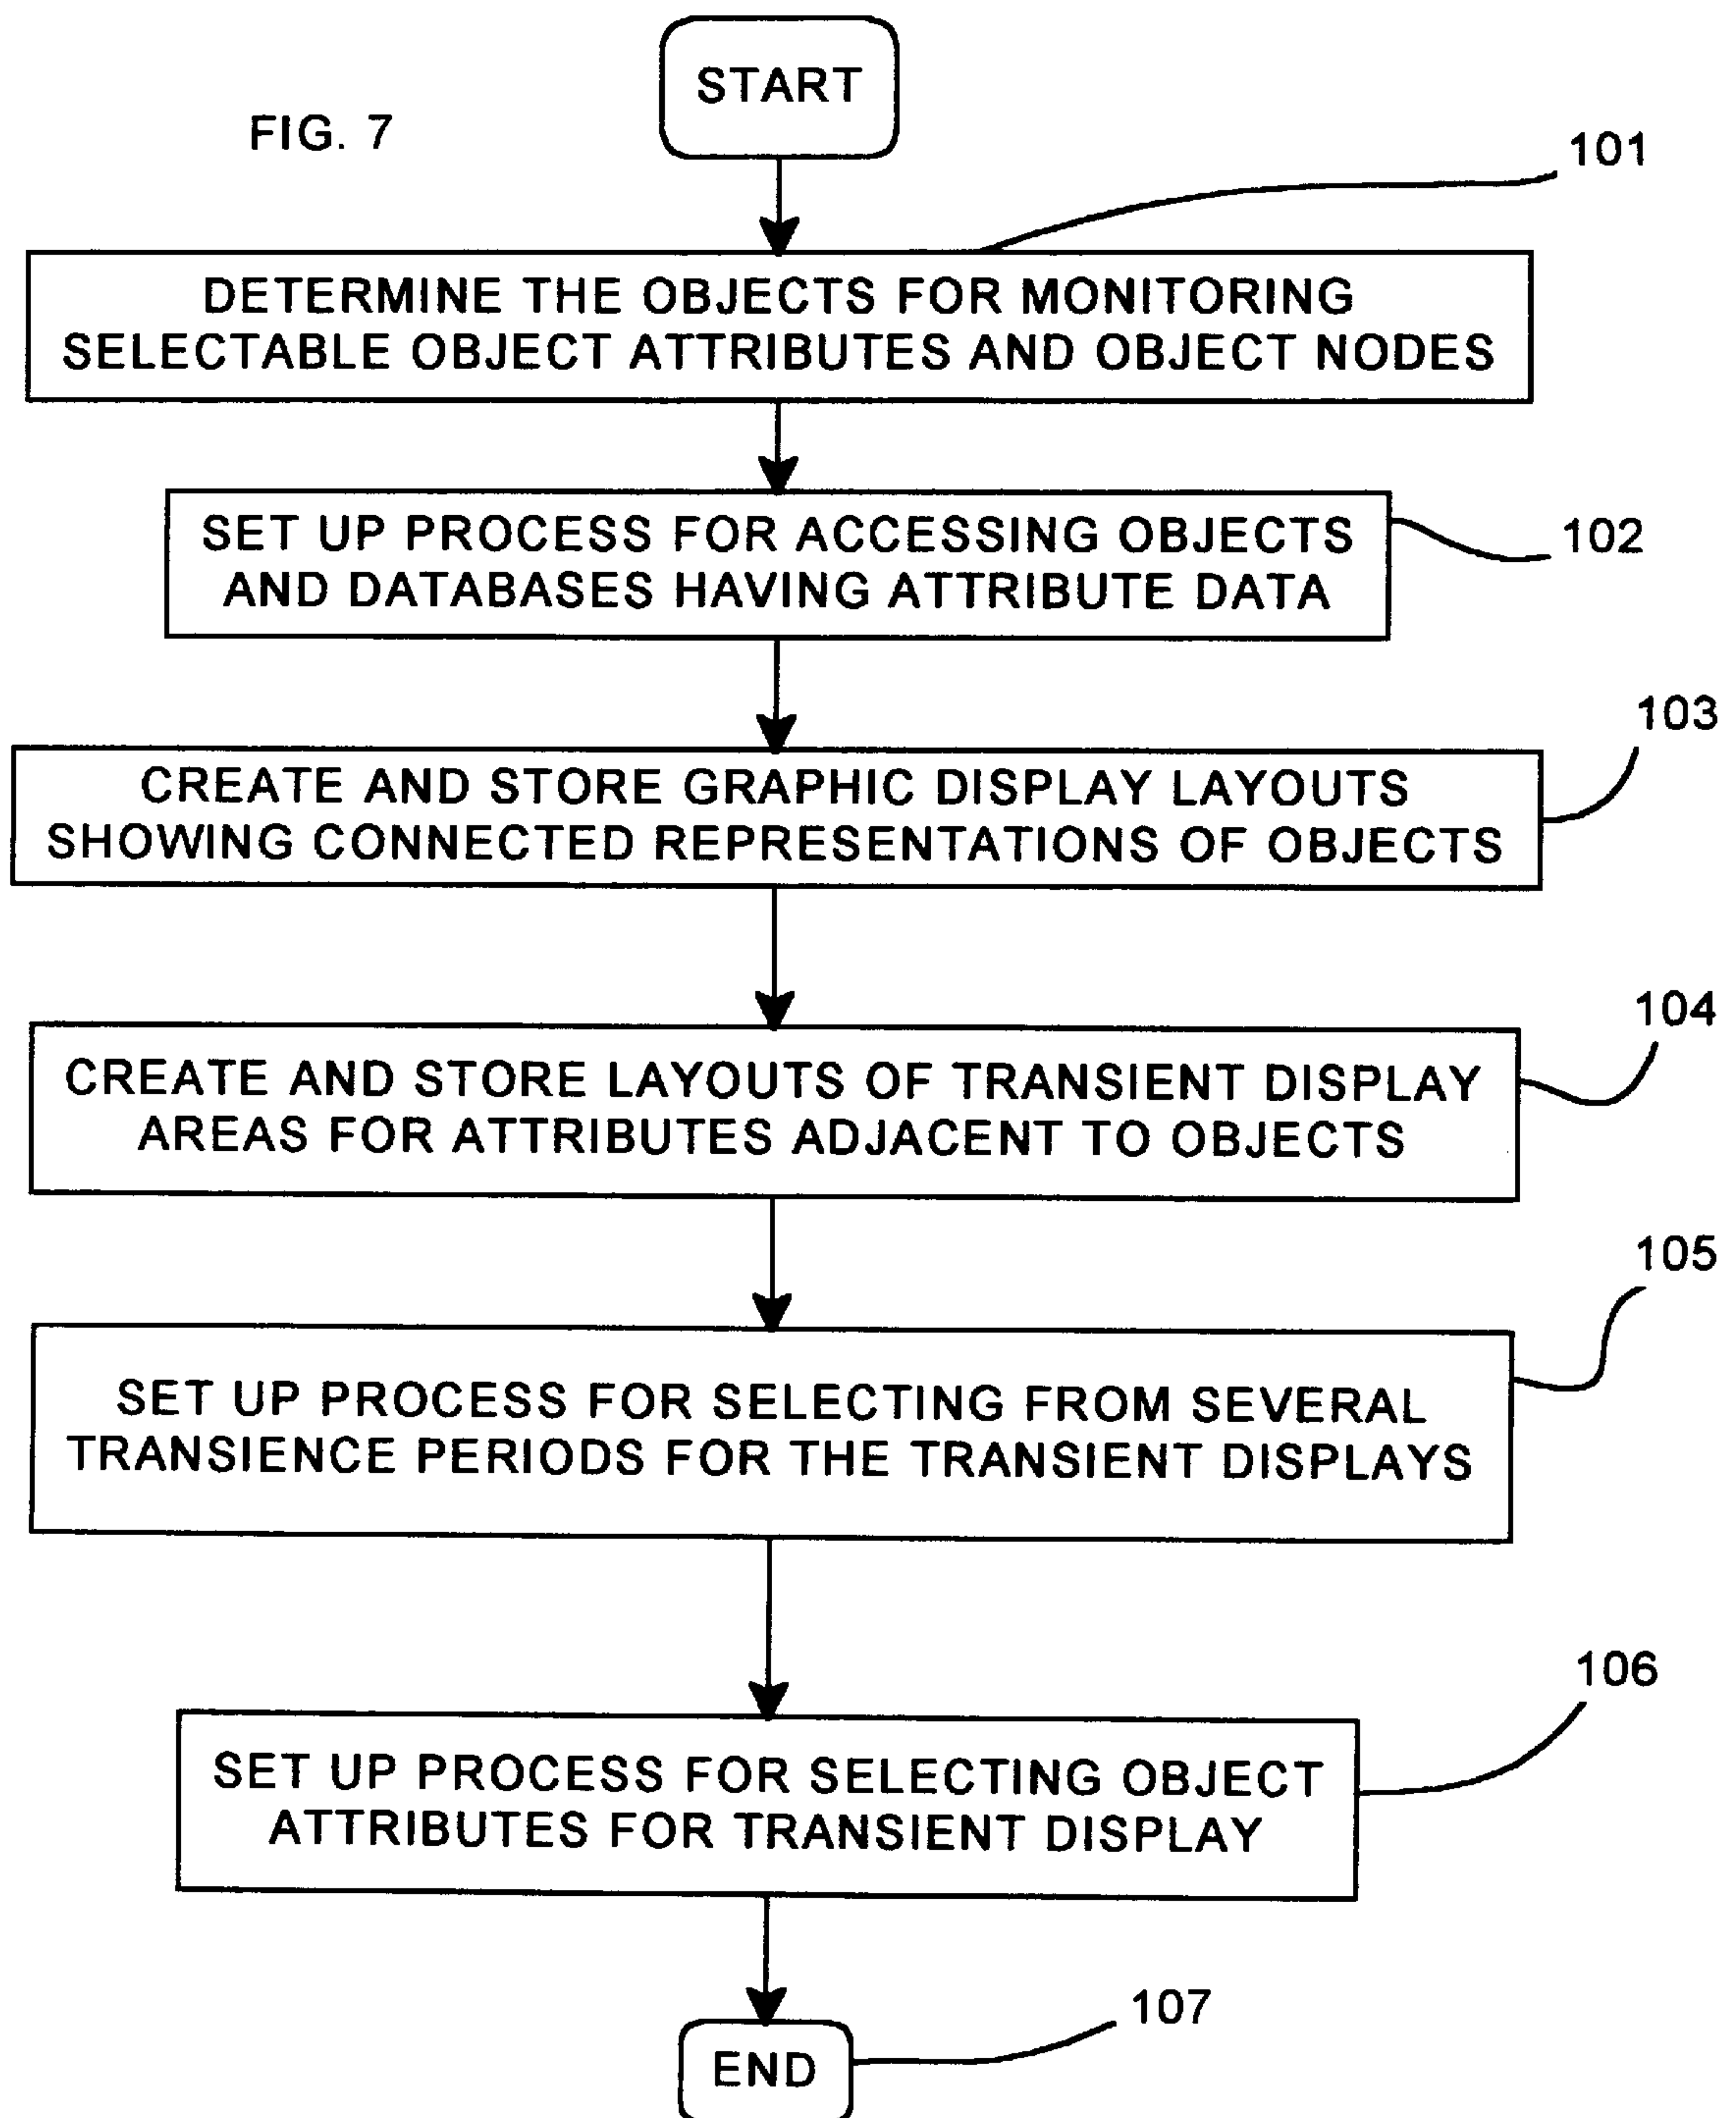 START
FIG. 7
101
DETERMINE THE OBJECTS FOR MONITORING
SELECTABLE OBJECT ATTRIBUTES AND OBJECT NODES
SET UP PROCESS FOR ACCESSING OBJECTS
AND DATABASES HAVING ATTRIBUTE DATA
102
103
CREATE AND STORE GRAPHIC DISPLAY LAYOUTS
SHOWING CONNECTED REPRESENTATIONS OF OBJECTS
104
CREATE AND STORE LAYOUTS OF TRANSIENT DISPLAY
AREAS FOR ATTRIBUTES ADJACENT TO OBJECTS
105
SET UP PROCESS FOR SELECTING FROM SEVERAL
TRANSIENCE PERIODS FOR THE TRANSIENT DISPLAYS
106
SET UP PROCESS FOR SELECTING OBJECT
ATTRIBUTES FOR TRANSIENT DISPLAY
107
END